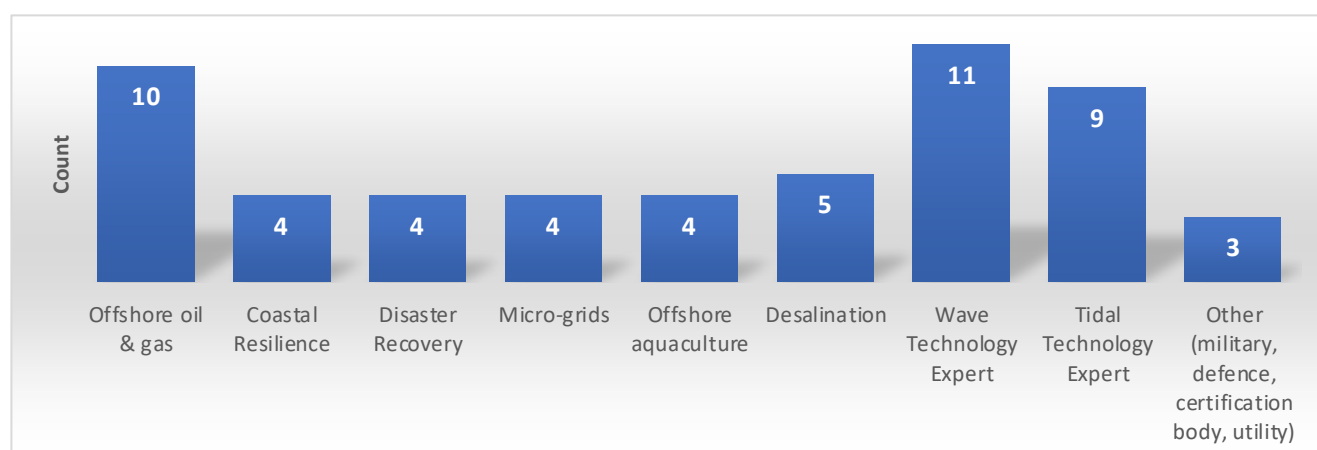 Count
10
4
4
4
4
5
11
9
3
Offshore oil
& gas
Coastal
Resilience
Disaster
Recovery
Micro-grids
Offshore
aquaculture
Desalination
Wave
Technology
Expert
Tidal
Technology
Expert
Other
(military,
defence,
certification
body, utility)